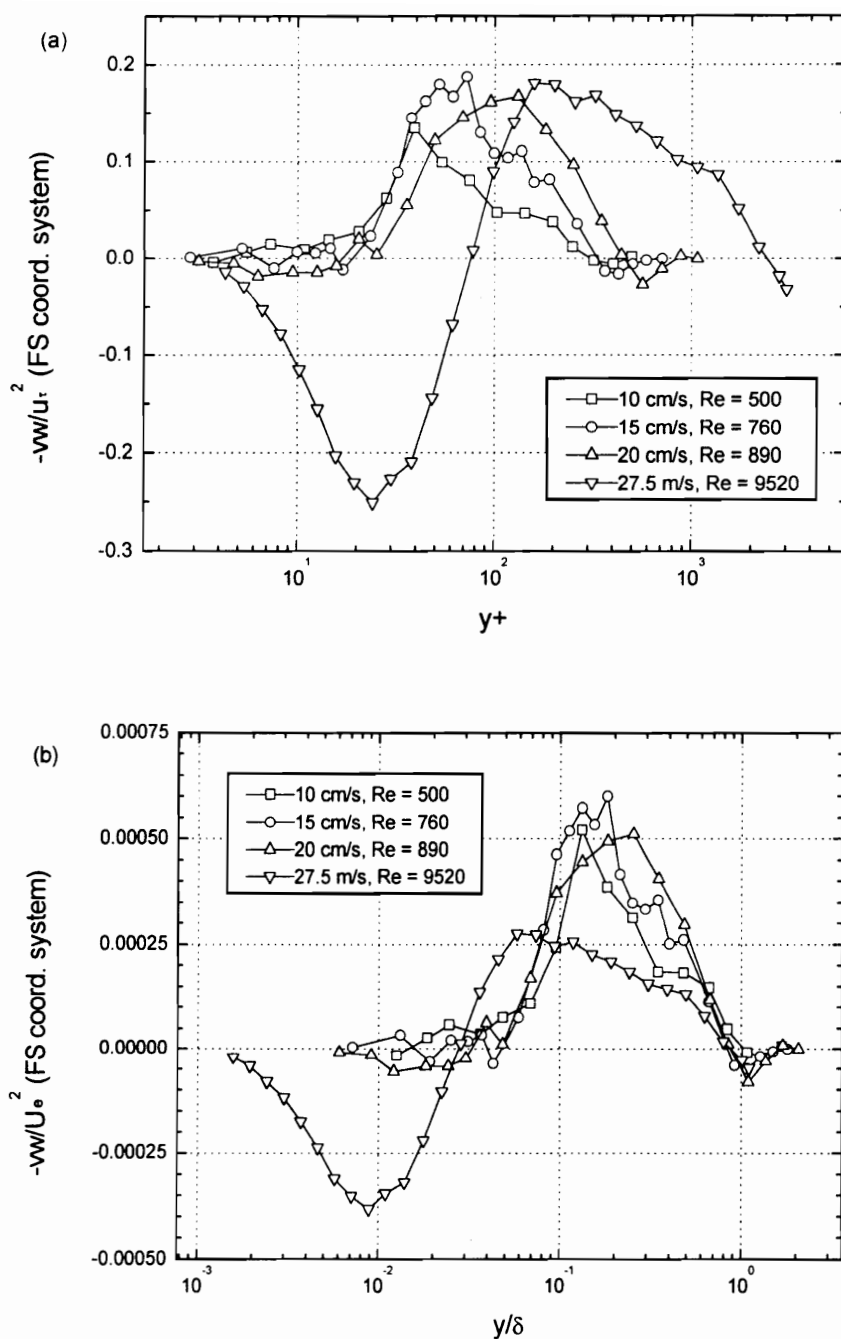 (a)
0.2
0.1
0.0
-0.1
-0.2
-0.3
-vw/uτ² (FS coord. system)
10 cm/s, Re = 500
15 cm/s, Re = 760
20 cm/s, Re = 890
27.5 m/s, Re = 9520
10¹
10²
10³
y+
(b)
0.00075
0.00050
0.00025
0.00000
-0.00025
-0.00050
-vw/Ue² (FS coord. system)
10 cm/s, Re = 500
15 cm/s, Re = 760
20 cm/s, Re = 890
27.5 m/s, Re = 9520
10⁻³
10⁻²
10⁻¹
10⁰
y/δ